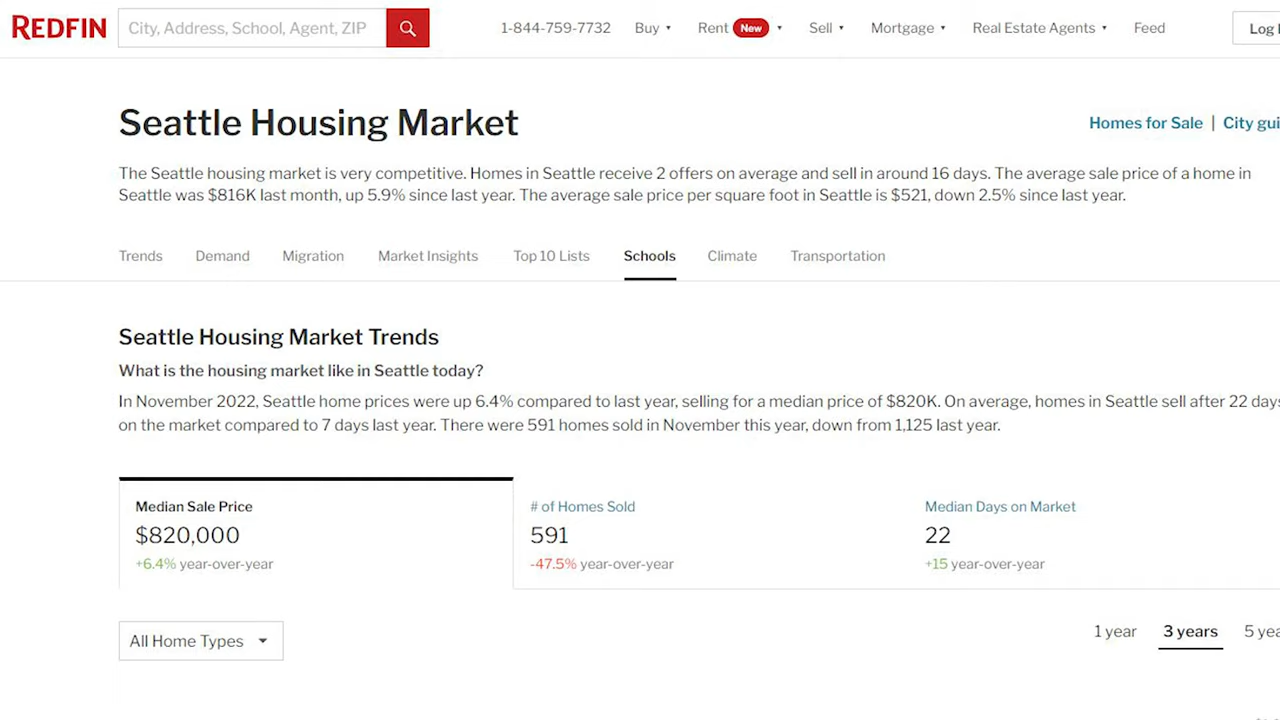 REDFIN
City, Address, School, Agent, ZIP
1-844-759-7732
Buy
Rent New
Sell
Mortgage
Real Estate Agents
Feed
Log
Seattle Housing Market
Homes for Sale | City gui
The Seattle housing market is very competitive. Homes in Seattle receive 2 offers on average and sell in around 16 days. The average sale price of a home in
Seattle was $816K last month, up 5.9% since last year. The average sale price per square foot in Seattle is $521, down 2.5% since last year.
Trends
Demand
Migration
Market Insights
Top 10 Lists
Schools
Climate
Transportation
Seattle Housing Market Trends
What is the housing market like in Seattle today?
In November 2022, Seattle home prices were up 6.4% compared to last year, selling for a median price of $820K. On average, homes in Seattle sell after 22 days
on the market compared to 7 days last year. There were 591 homes sold in November this year, down from 1,125 last year.
Median Sale Price
$820,000
+6.4% year-over-year
# of Homes Sold
591
-47.5% year-over-year
Median Days on Market
22
+15 year-over-year
All Home Types
1 year
3 years
5 yea